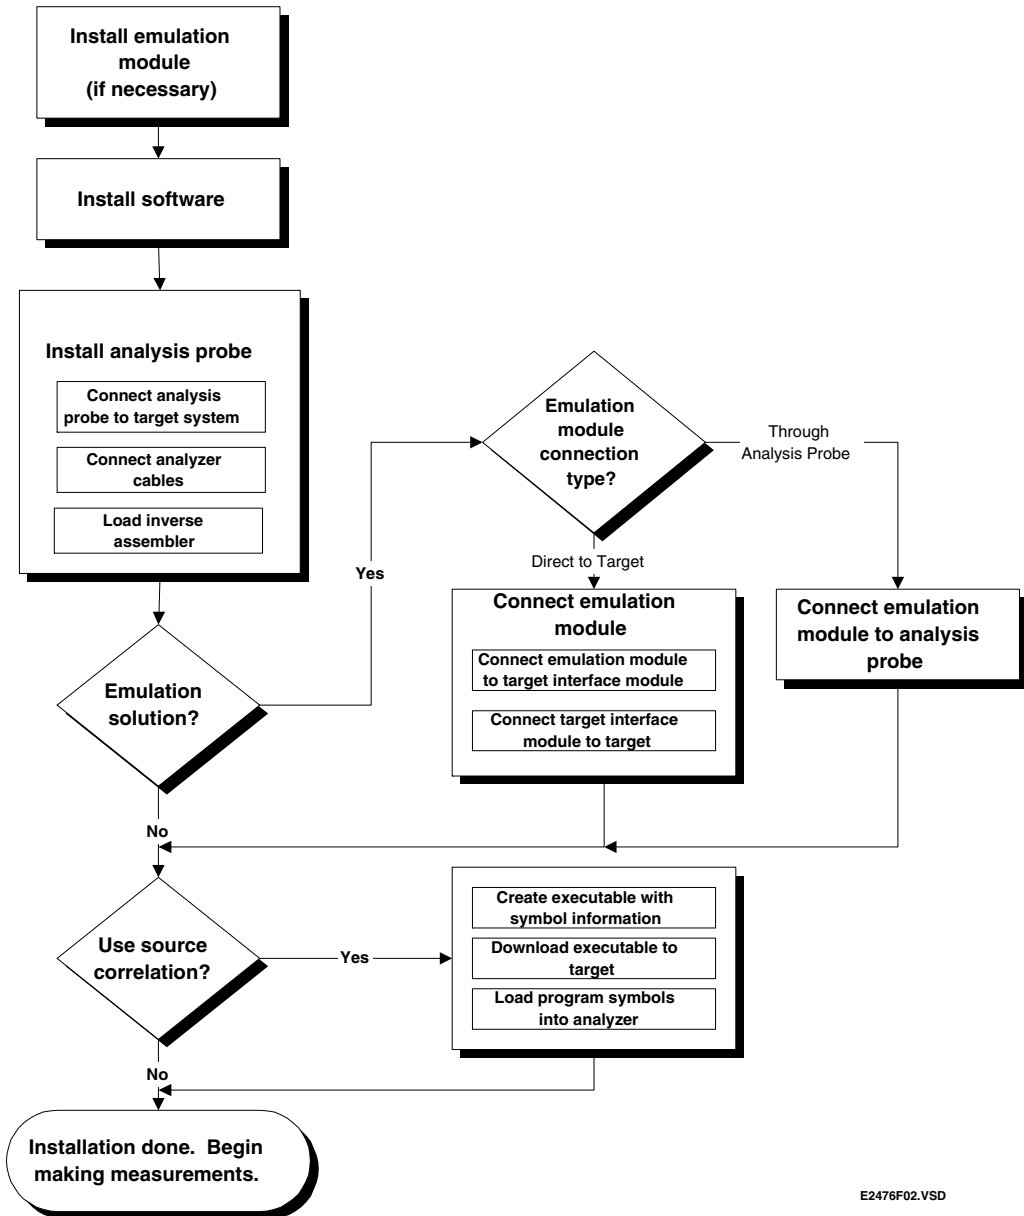 Install emulation
module
(if necessary)
Install software
Install analysis probe
Connect analysis
probe to target system
Connect analyzer
cables
Load inverse
assembler
Emulation
solution?
Yes
Emulation
module
connection
type?
Through
Analysis Probe
Direct to Target
Connect emulation
module
Connect emulation module
to target interface module
Connect target interface
module to target
Connect emulation
module to analysis
probe
No
Use source
correlation?
Yes
Create executable with
symbol information
Download executable to
target
Load program symbols
into analyzer
No
Installation done. Begin
making measurements.
E2476F02.VSD